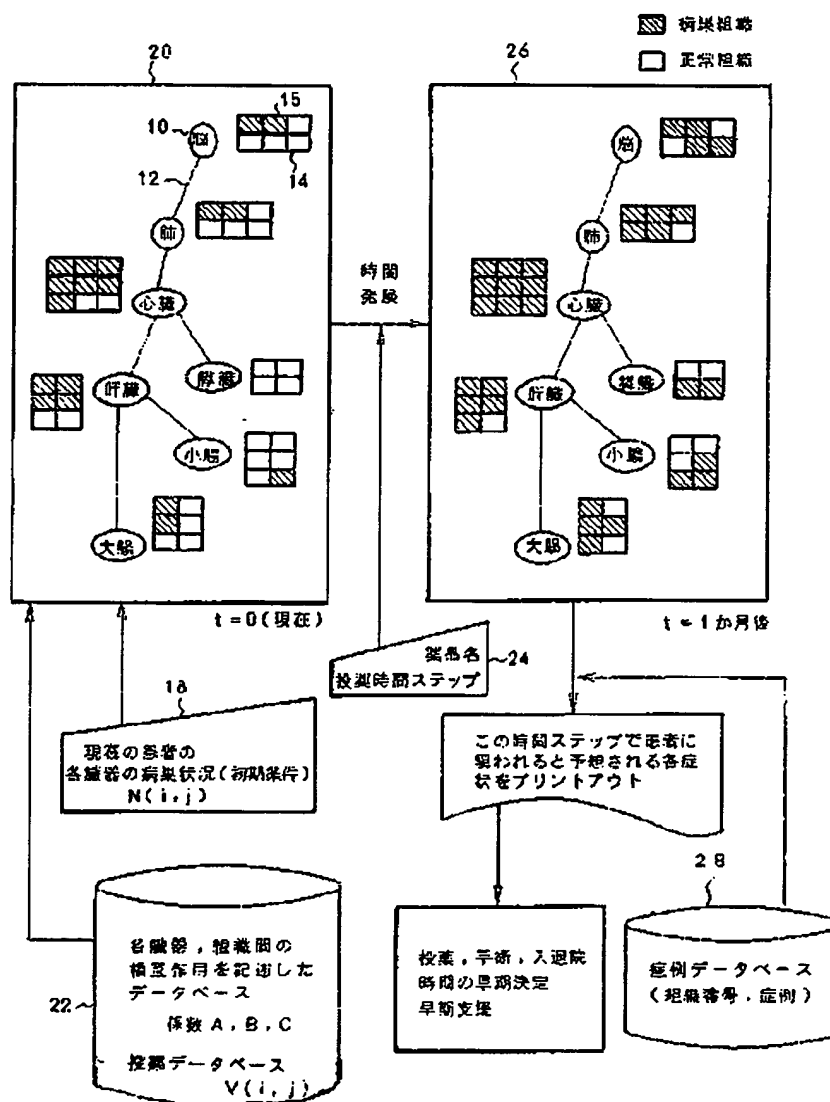 病巣組織
正常組織
20
26
15
10
脳
14
12
肺
心臓
肝臓
膵臓
小腸
大腸
t=0(現在)
時間
発展
脳
肺
心臓
肝臓
膵臓
小腸
大腸
t=1か月後
薬品名
投薬時間ステップ
24
18
現在の患者の
各臓器の病巣状況(初期条件)
N(i,j)
この時間ステップで患者に
現われると予想される各症
状をプリントアウト
28
各臓器,組織間の
相互作用を記述した
データベース
係数A,B,C
投薬データベース
V(i,j)
22
投薬,手術,入退院
時間の早期決定
早期支援
症例データベース
(組織番号,症例)